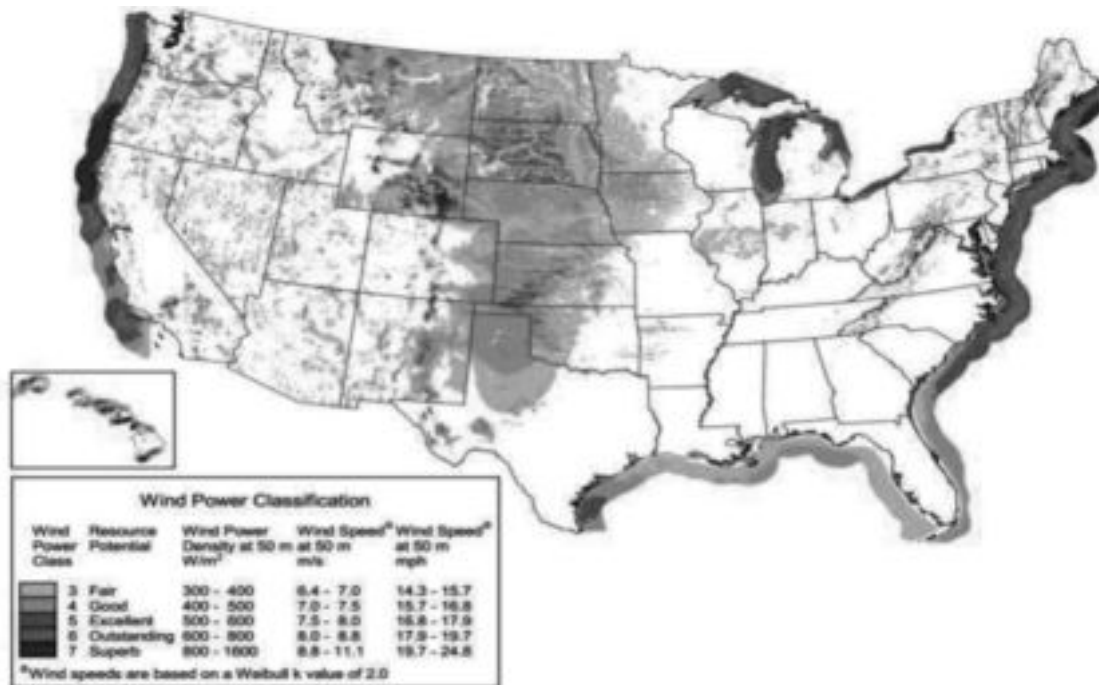 Wind Power Classification
Wind Power Class Resource Potential Wind Power Density at 50 m W/m² Wind Speedᵃ at 50 m m/s Wind Speedᵃ at 50 m mph
3 Fair 300 - 400 6.4 - 7.0 14.3 - 15.7
4 Good 400 - 500 7.0 - 7.5 15.7 - 16.8
5 Excellent 500 - 600 7.5 - 8.0 16.8 - 17.9
6 Outstanding 600 - 800 8.0 - 8.8 17.9 - 19.7
7 Superb 800 - 1600 8.8 - 11.1 19.7 - 24.8
ᵃWind speeds are based on a Weibull k value of 2.0